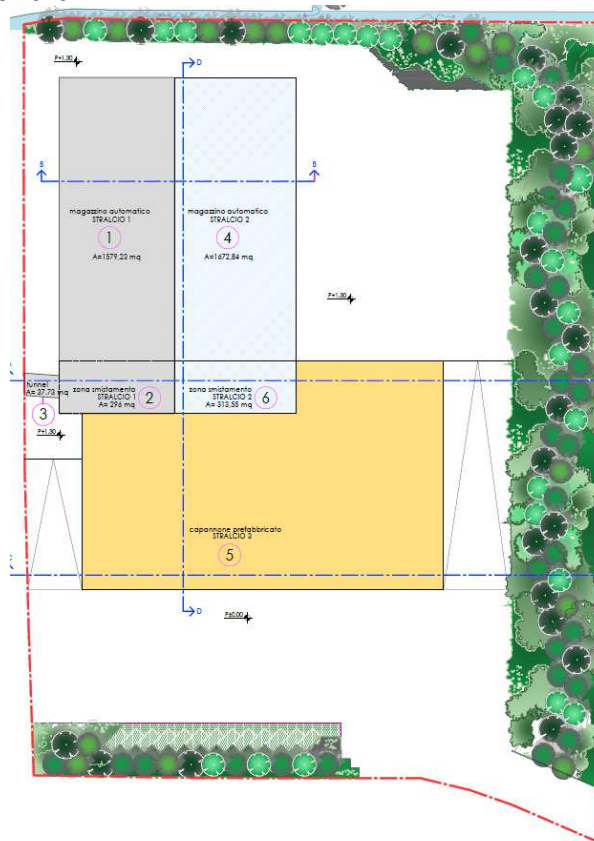 D
P+1.30
B
B
magazzino automatico
STRALCIO 1
1
A=1579,23 mq
magazzino automatico
STRALCIO 2
4
A=1672,84 mq
P+1.30
tunnel
A= 37.73 mq
3
P+1.30
zona smistamento
STRALCIO 1
A= 296 mq
2
zona smistamento
STRALCIO 2
A= 313,55 mq
6
capannone prefabbricato
STRALCIO 3
5
D
P±0.00